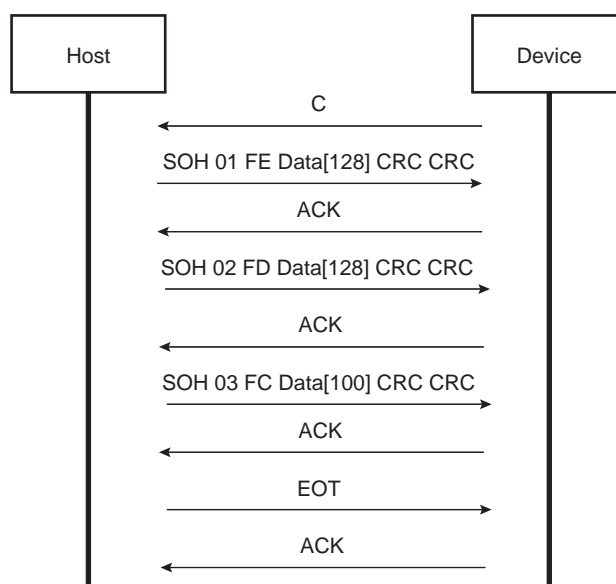 Host
Device
C
SOH 01 FE Data[128] CRC CRC
ACK
SOH 02 FD Data[128] CRC CRC
ACK
SOH 03 FC Data[100] CRC CRC
ACK
EOT
ACK